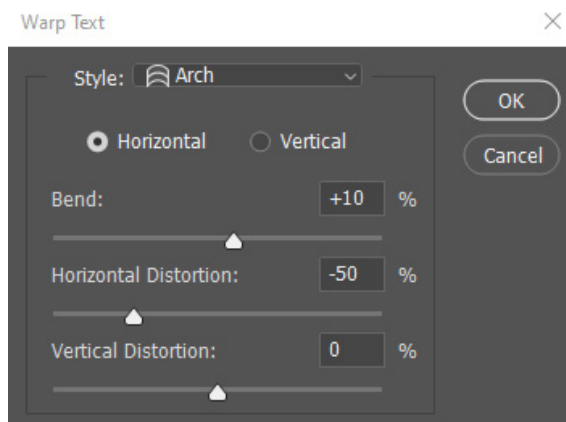 Warp Text
Style: Arch
OK
Horizontal Vertical
Cancel
Bend: +10 %
Horizontal Distortion: -50 %
Vertical Distortion: 0 %